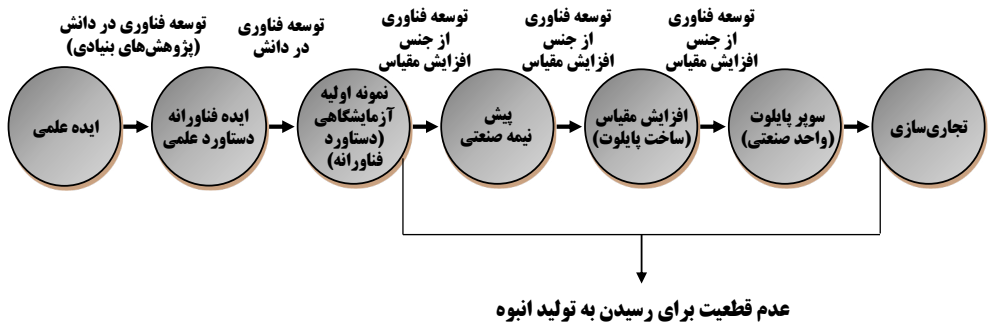 توسعه فناوری در دانش
(پژوهش‌های بنیادی)
توسعه فناوری
در دانش
توسعه فناوری
از جنس
افزایش مقیاس
توسعه فناوری
از جنس
افزایش مقیاس
توسعه فناوری
از جنس
افزایش مقیاس
ایده علمی
ایده فناورانه
دستاورد علمی
نمونه اولیه
آزمایشگاهی
(دستاورد
فناورانه)
پیش
نیمه صنعتی
افزایش مقیاس
(ساخت پایلوت)
سوپر پایلوت
(واحد صنعتی)
تجاری‌سازی
عدم قطعیت برای رسیدن به تولید انبوه